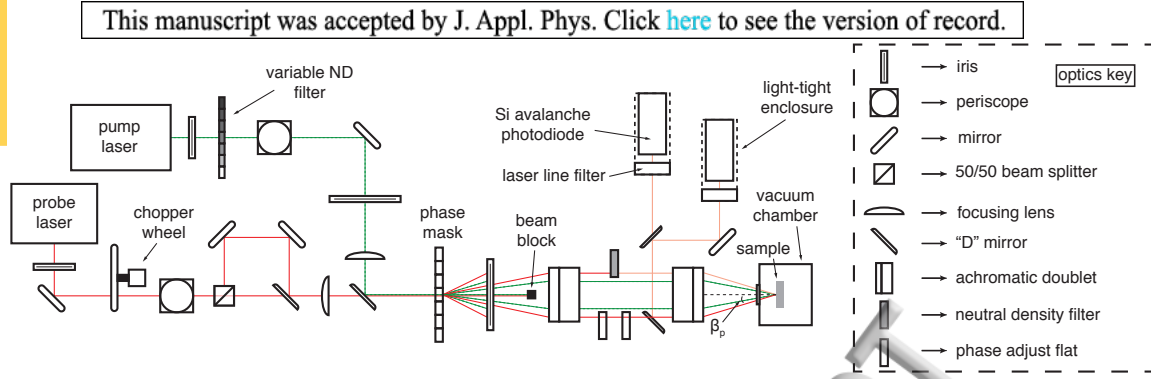 This manuscript was accepted by J. Appl. Phys. Click here to see the version of record.
variable ND
filter
pump
laser
probe
laser
chopper
wheel
phase
mask
beam
block
Si avalanche
photodiode
laser line filter
light-tight
enclosure
vacuum
chamber
sample
βp
optics key
iris
periscope
mirror
50/50 beam splitter
focusing lens
“D” mirror
achromatic doublet
neutral density filter
phase adjust flat